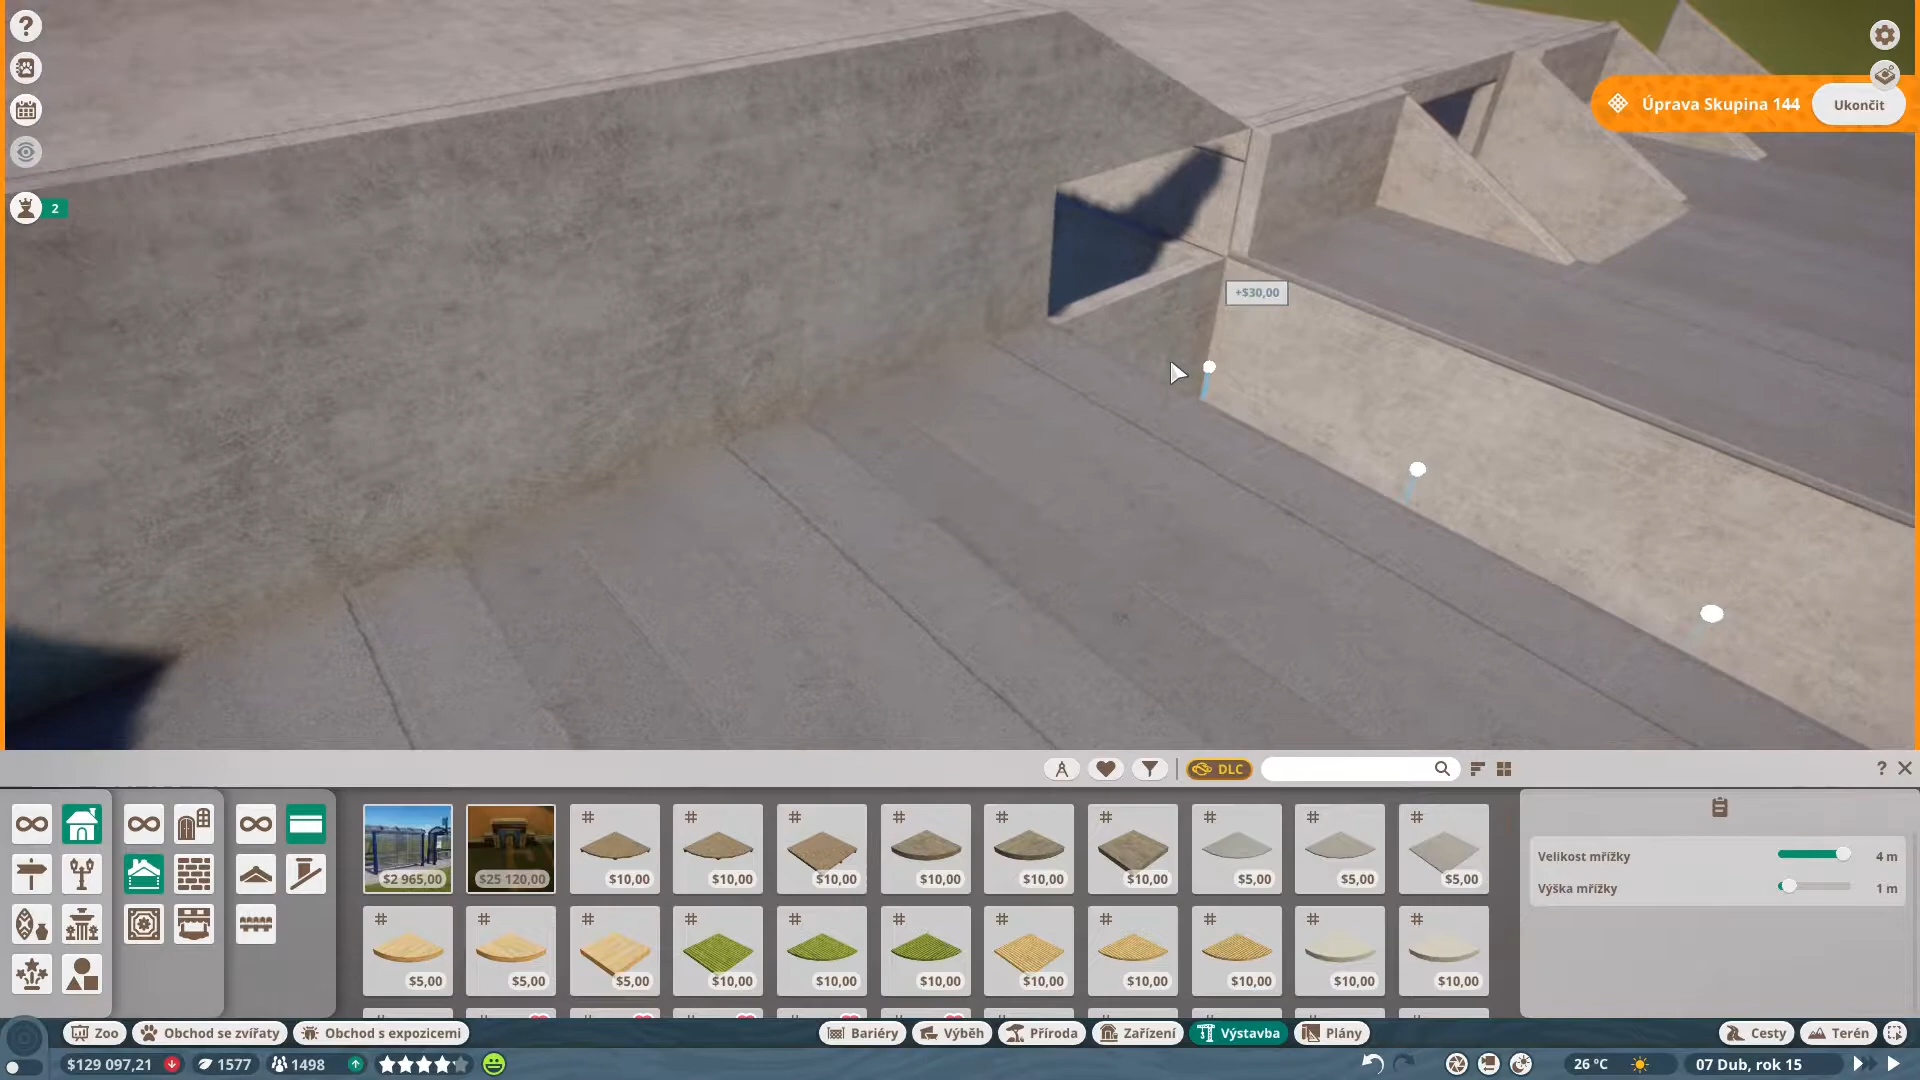 Úprava Skupina 144
Ukončit
2
+$30,00
DLC
?
$2 965,00
$25 120,00
$10,00
$10,00
$10,00
$10,00
$10,00
$10,00
$5,00
$5,00
$5,00
$5,00
$5,00
$5,00
$10,00
$10,00
$10,00
$10,00
$10,00
$10,00
$10,00
$10,00
Velikost mřížky 4 m
Výška mřížky 1 m
Zoo
Obchod se zvířaty
Obchod s expozicemi
Bariéry
Výběh
Příroda
Zařízení
Výstavba
Plány
Cesty
Terén
$129 097,21
1577
1498
26 °C
07 Dub, rok 15